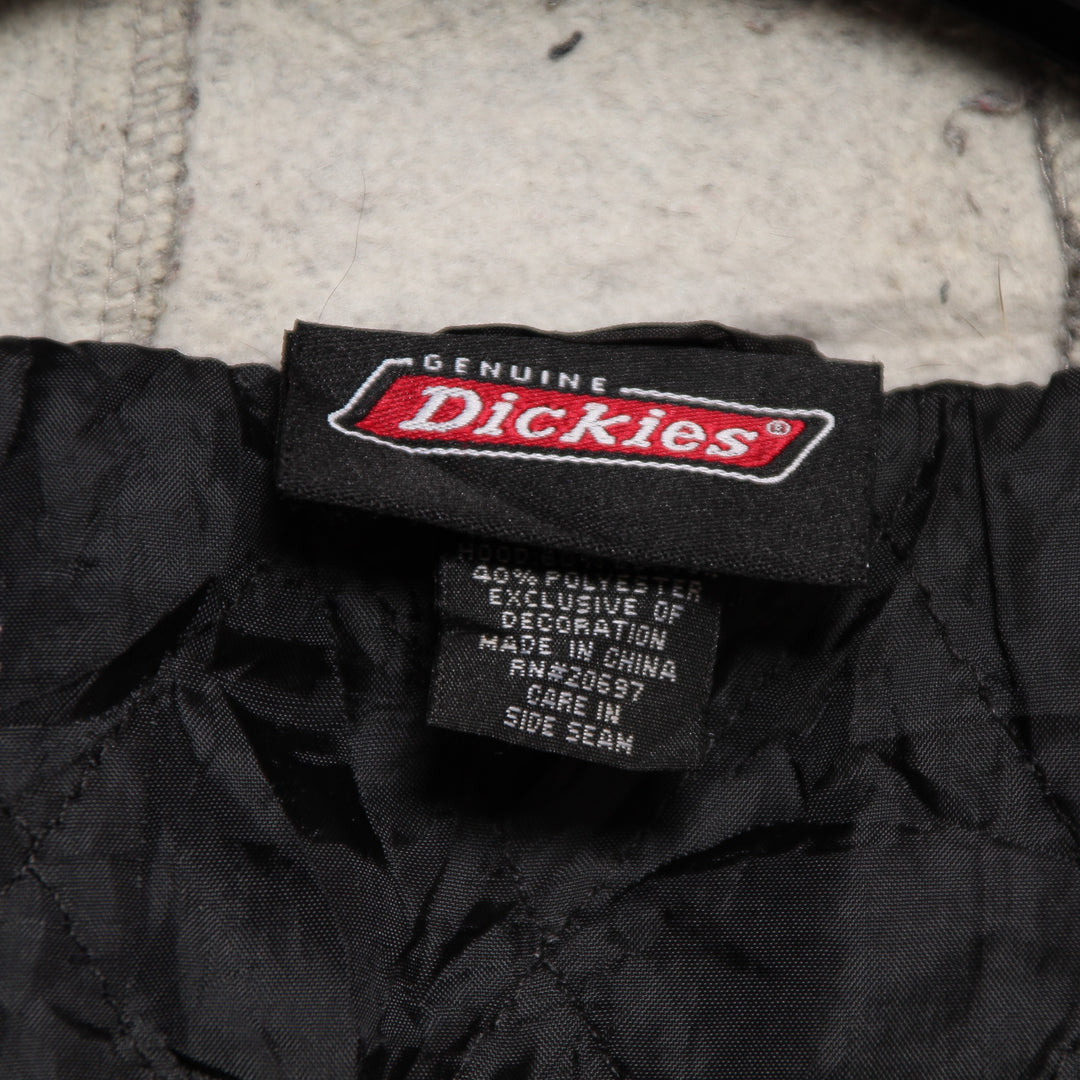 GENUINE
Dickies®
40% POLYESTER
EXCLUSIVE OF
DECORATION
MADE IN CHINA
RN#20697
CARE IN
SIDE SEAM